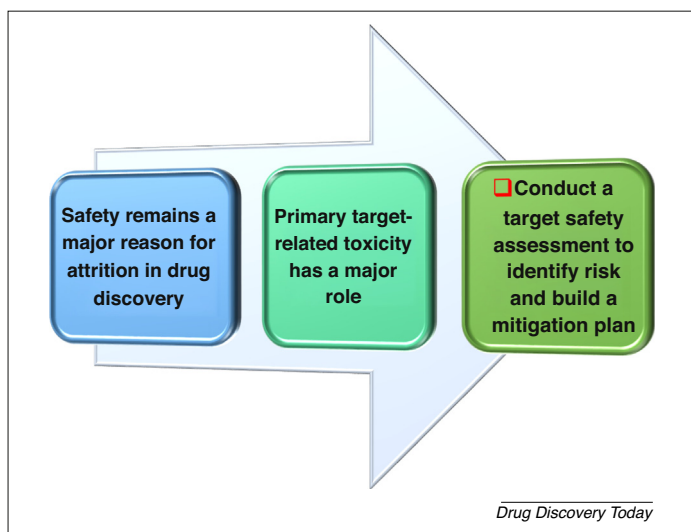 Safety remains a
major reason for
attrition in drug
discovery
Primary target-
related toxicity
has a major
role
❑Conduct a
target safety
assessment to
identify risk
and build a
mitigation plan
Drug Discovery Today